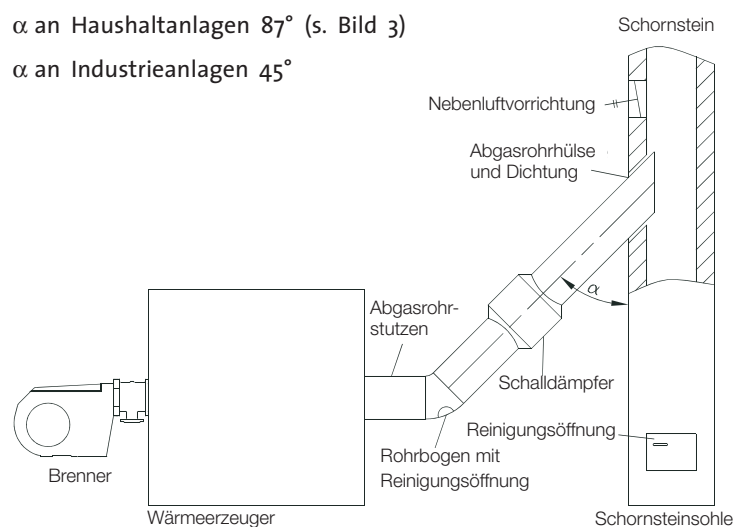 α an Haushaltanlagen 87° (s. Bild 3)
α an Industrieanlagen 45°
Schornstein
Nebenluftvorrichtung
Abgasrohrhülse
und Dichtung
α
Abgasrohr-
stutzen
Schalldämpfer
Reinigungsöffnung
Rohrbogen mit
Reinigungsöffnung
Brenner
Wärmeerzeuger
Schornsteinsohle